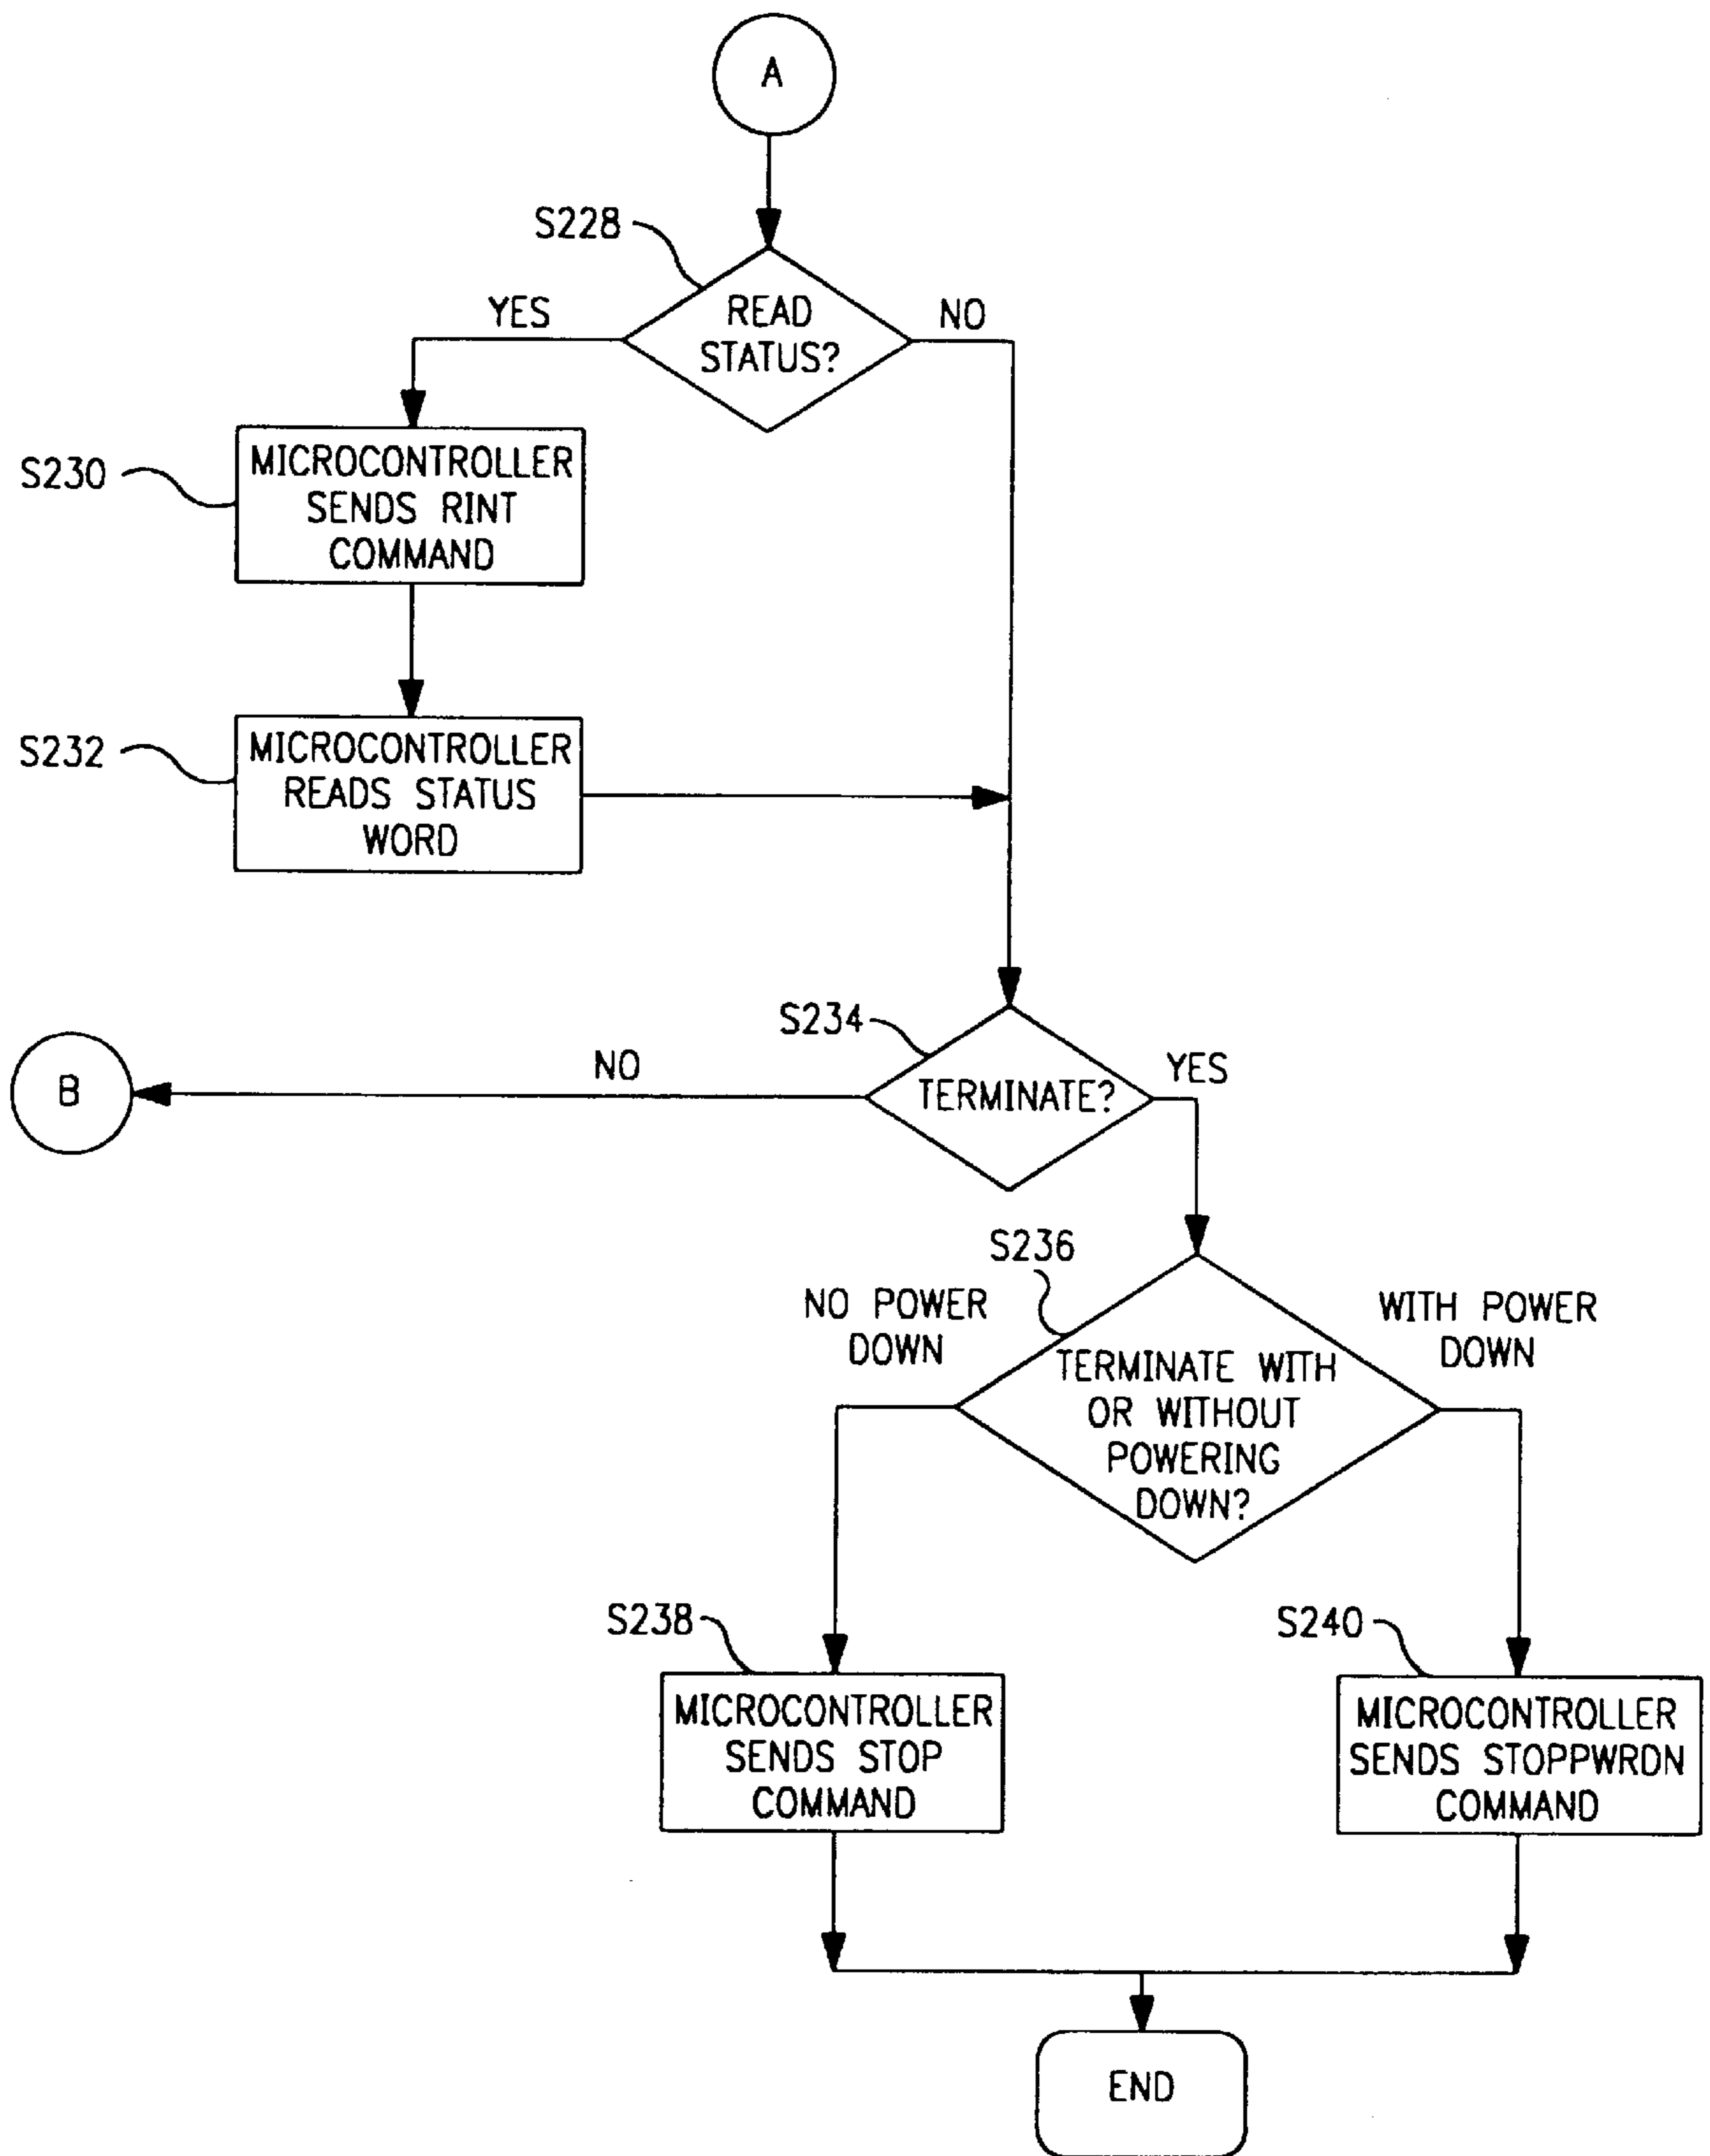 A
S228
READ
STATUS?
YES
NO
S230
MICROCONTROLLER
SENDS RINT
COMMAND
S232
MICROCONTROLLER
READS STATUS
WORD
S234
TERMINATE?
NO
YES
B
S236
NO POWER
DOWN
WITH POWER
DOWN
TERMINATE WITH
OR WITHOUT
POWERING
DOWN?
S238
MICROCONTROLLER
SENDS STOP
COMMAND
S240
MICROCONTROLLER
SENDS STOPPWRDN
COMMAND
END